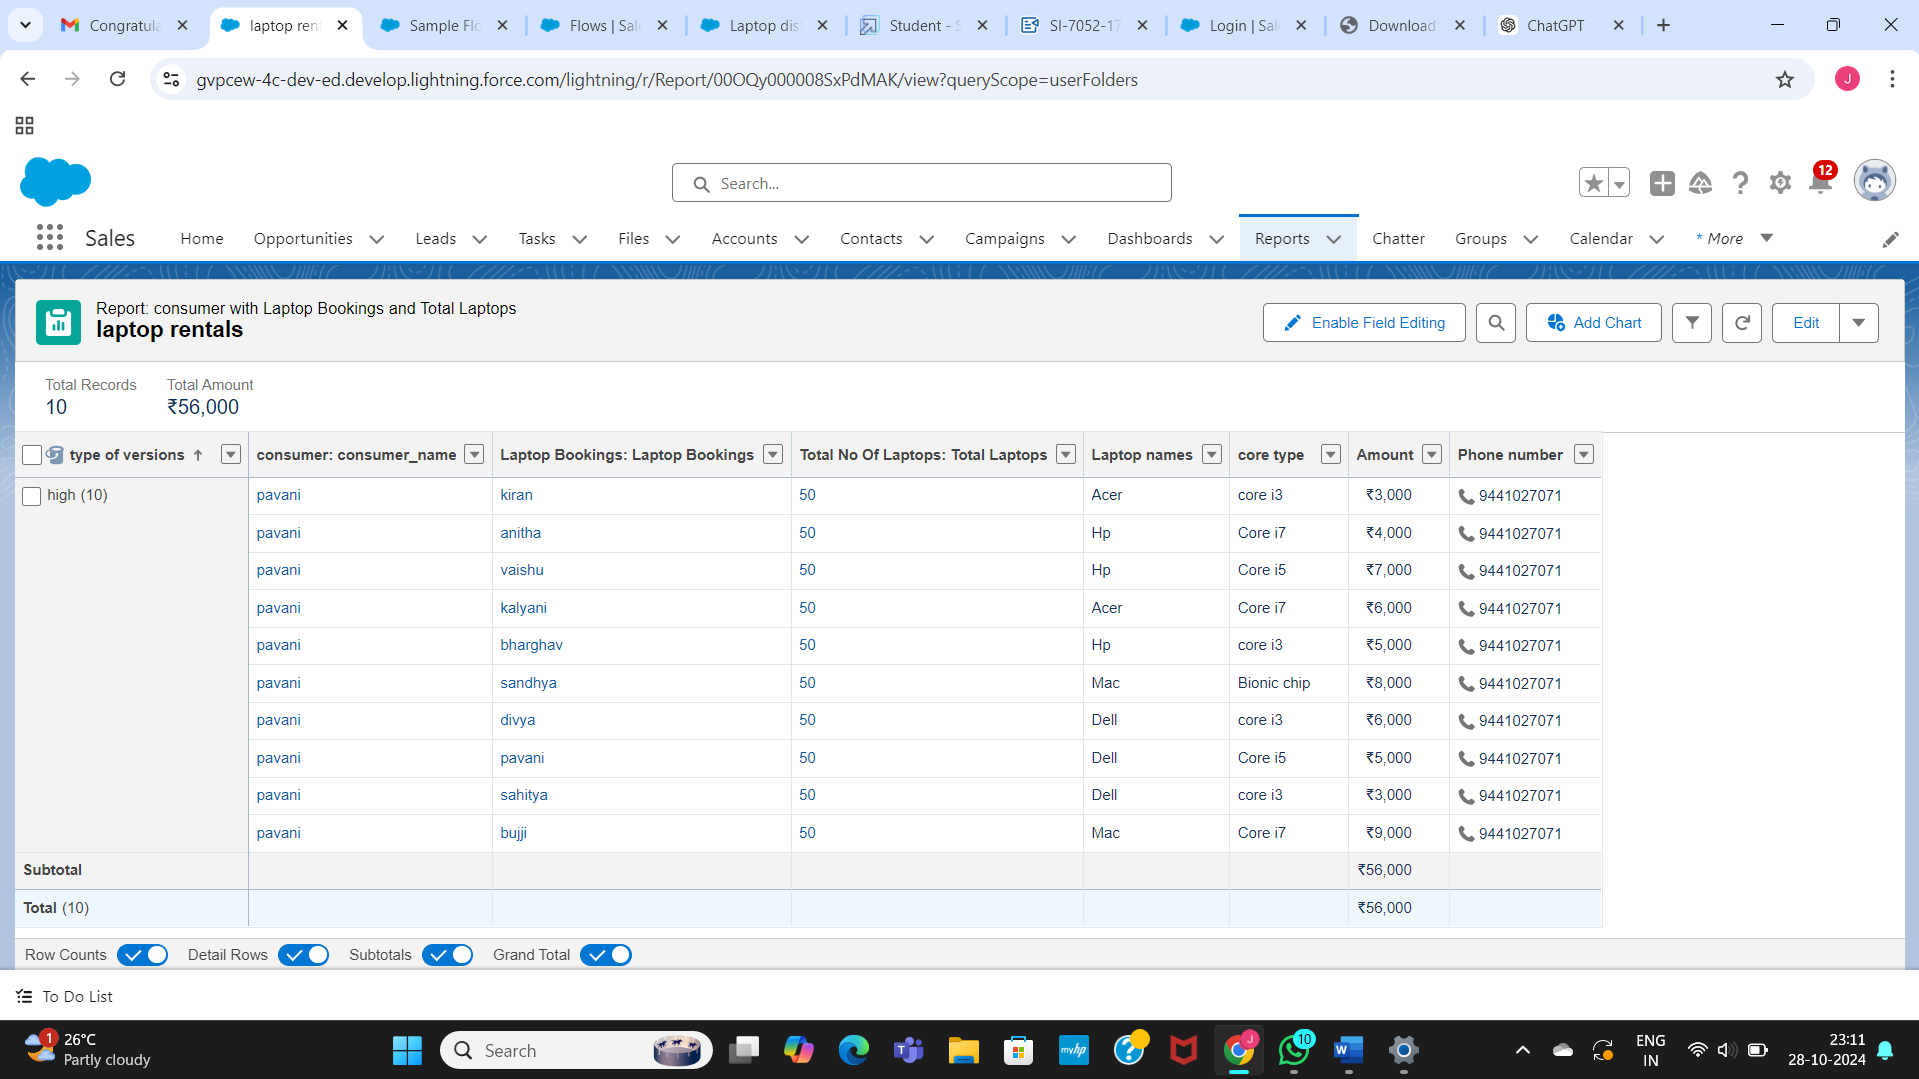 Congratula
laptop rent
Sample Flo
Flows | Sale
Laptop dist
Student - S
SI-7052-17
Login | Sal
Download
ChatGPT
gvpcew-4c-dev-ed.develop.lightning.force.com/lightning/r/Report/00OQy000008SxPdMAK/view?queryScope=userFolders
J
Search...
12
Sales
Home
Opportunities
Leads
Tasks
Files
Accounts
Contacts
Campaigns
Dashboards
Reports
Chatter
Groups
Calendar
* More
Report: consumer with Laptop Bookings and Total Laptops
laptop rentals
Enable Field Editing
Add Chart
Edit
Total Records Total Amount
10 ₹56,000
type of versions ↑ consumer: consumer_name Laptop Bookings: Laptop Bookings Total No Of Laptops: Total Laptops Laptop names core type Amount Phone number
high (10) pavani kiran 50 Acer core i3 ₹3,000 9441027071
pavani anitha 50 Hp Core i7 ₹4,000 9441027071
pavani vaishu 50 Hp Core i5 ₹7,000 9441027071
pavani kalyani 50 Acer Core i7 ₹6,000 9441027071
pavani bharghav 50 Hp core i3 ₹5,000 9441027071
pavani sandhya 50 Mac Bionic chip ₹8,000 9441027071
pavani divya 50 Dell core i3 ₹6,000 9441027071
pavani pavani 50 Dell Core i5 ₹5,000 9441027071
pavani sahitya 50 Dell core i3 ₹3,000 9441027071
pavani bujji 50 Mac Core i7 ₹9,000 9441027071
Subtotal ₹56,000
Total (10) ₹56,000
Row Counts Detail Rows Subtotals Grand Total
To Do List
1
26°C
Partly cloudy
Search
myhp
J
10
W
ENG
IN
23:11
28-10-2024